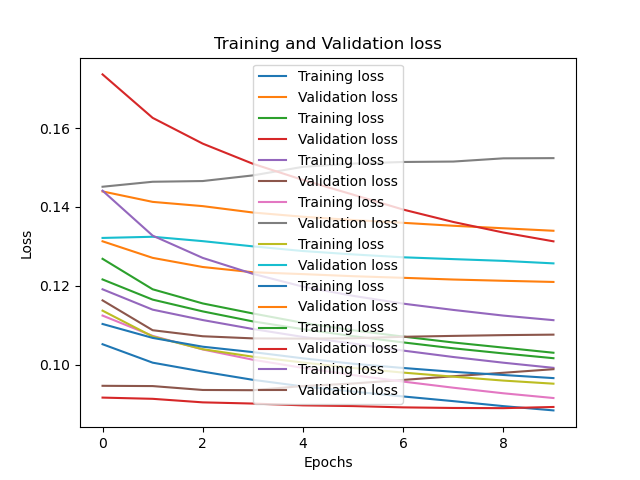 Training and Validation loss
Loss
0.16
0.14
0.12
0.10
Training loss
Validation loss
Training loss
Validation loss
Training loss
Validation loss
Training loss
Validation loss
Training loss
Validation loss
Training loss
Validation loss
Training loss
Validation loss
Training loss
Validation loss
0
2
4
6
8
Epochs